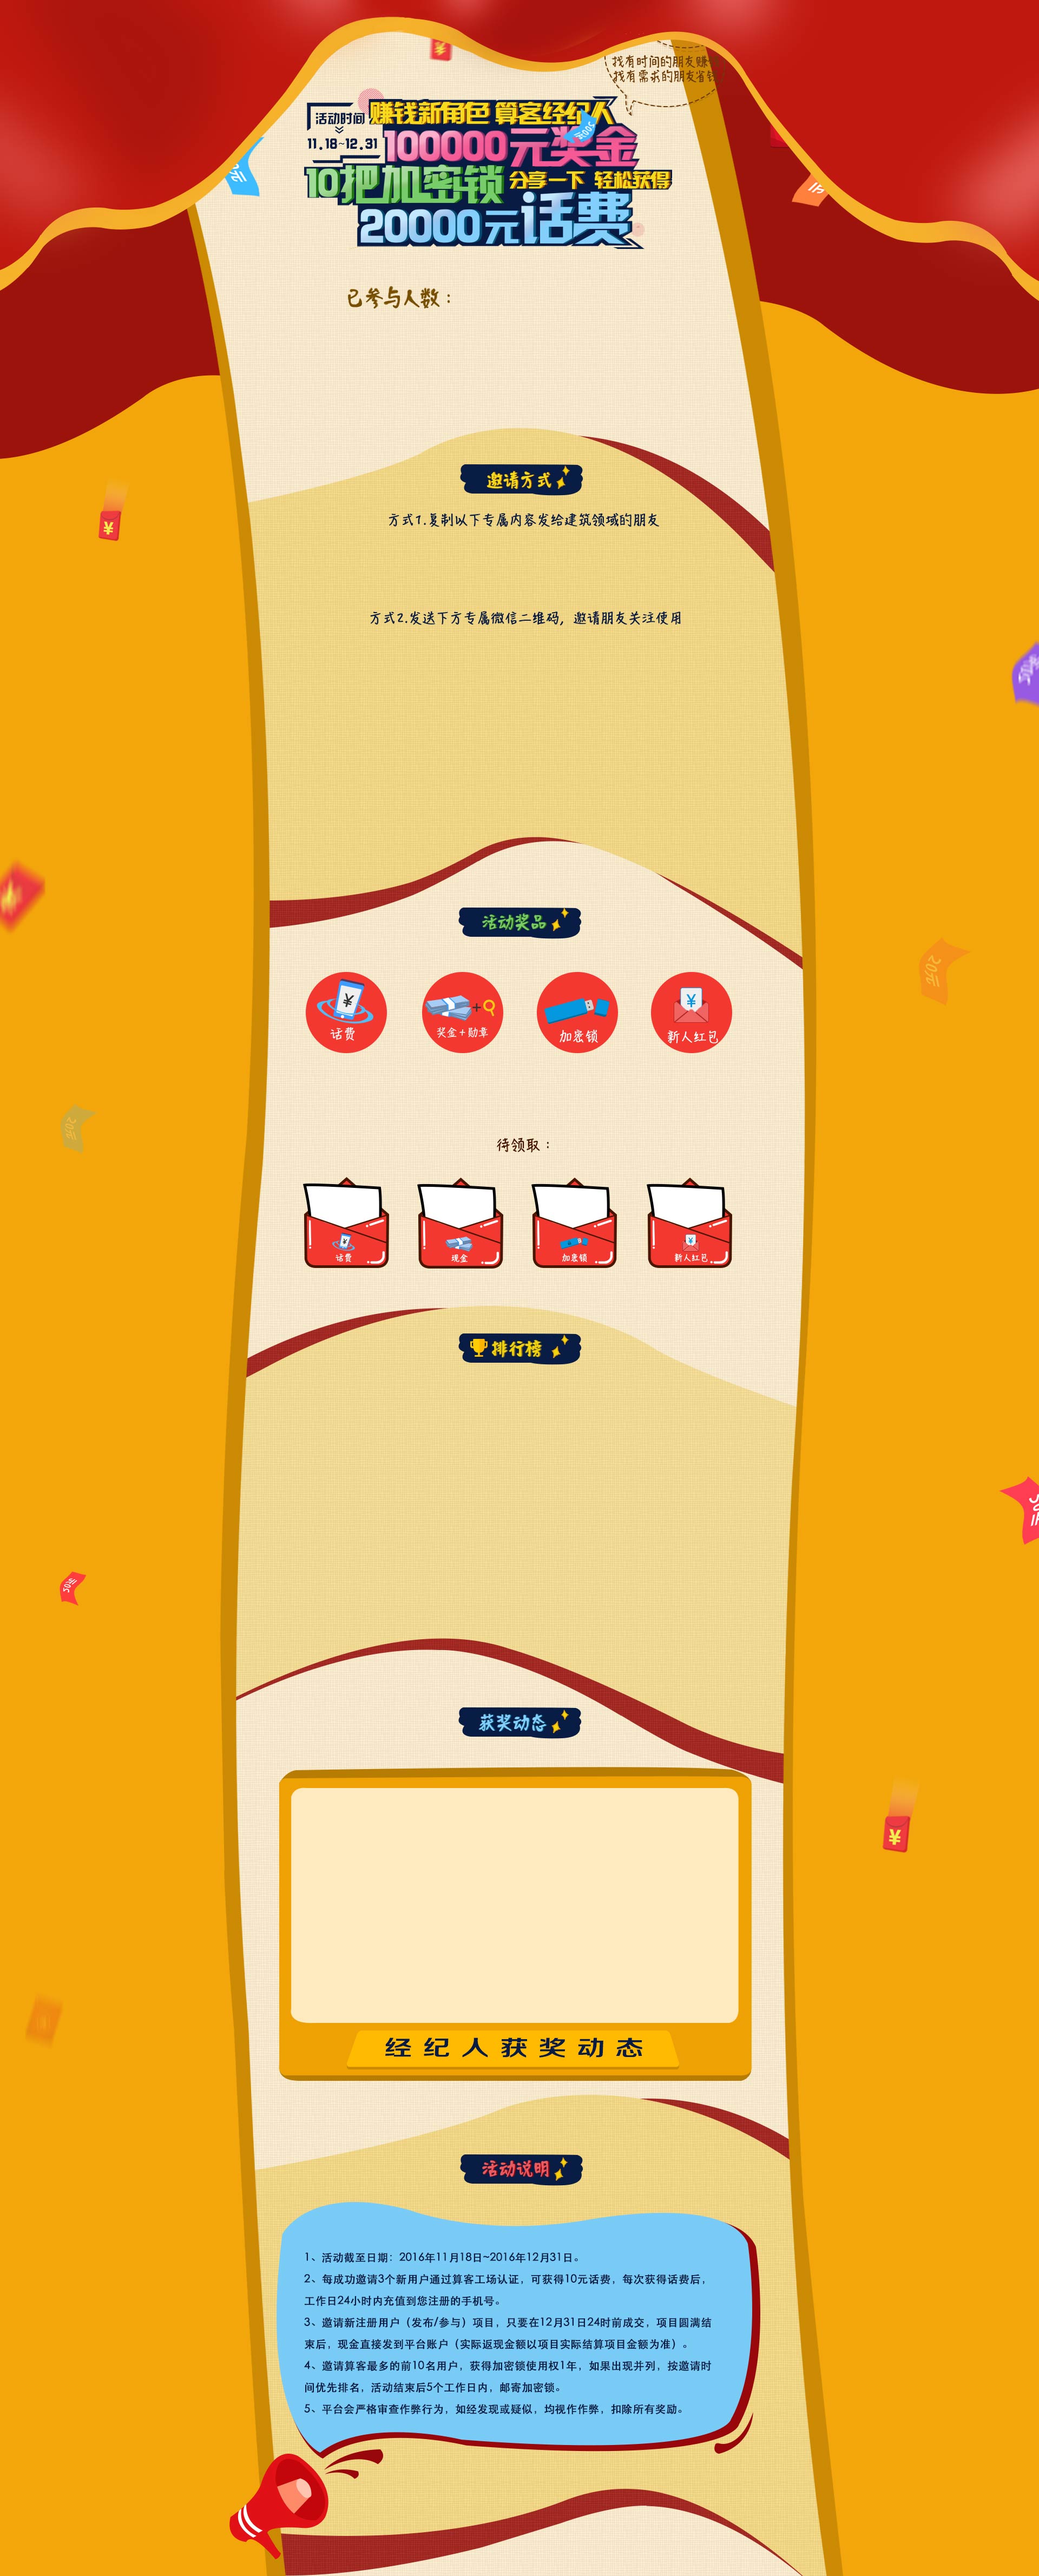 找有时间的朋友赚
找有需求的朋友省钱
活动时间
11.18~12.31
赚钱新角色 算客经纪人
100000元奖金
10把加密锁
分享一下 轻松获得
20000元话费
已参与人数：
邀请方式
方式1.复制以下专属内容发给建筑领域的朋友
方式2.发送下方专属微信二维码，邀请朋友关注使用
活动奖品
话费
奖金+勋章
加密锁
新人红包
待领取：
话费
现金
加密锁
新人红包
排行榜
获奖动态
经纪人获奖动态
活动说明
1、活动截至日期：2016年11月18日~2016年12月31日。
2、每成功邀请3个新用户通过算客工场认证，可获得10元话费，每次获得话费后，
工作日24小时内充值到您注册的手机号。
3、邀请新注册用户（发布/参与）项目，只要在12月31日24时前成交，项目圆满结
束后，现金直接发到平台账户（实际返现金额以项目实际结算项目金额为准）。
4、邀请算客最多的前10名用户，获得加密锁使用权1年，如果出现并列，按邀请时
间优先排名，活动结束后5个工作日内，邮寄加密锁。
5、平台会严格审查作弊行为，如经发现或疑似，均视作作弊，扣除所有奖励。
20元
20元
50元